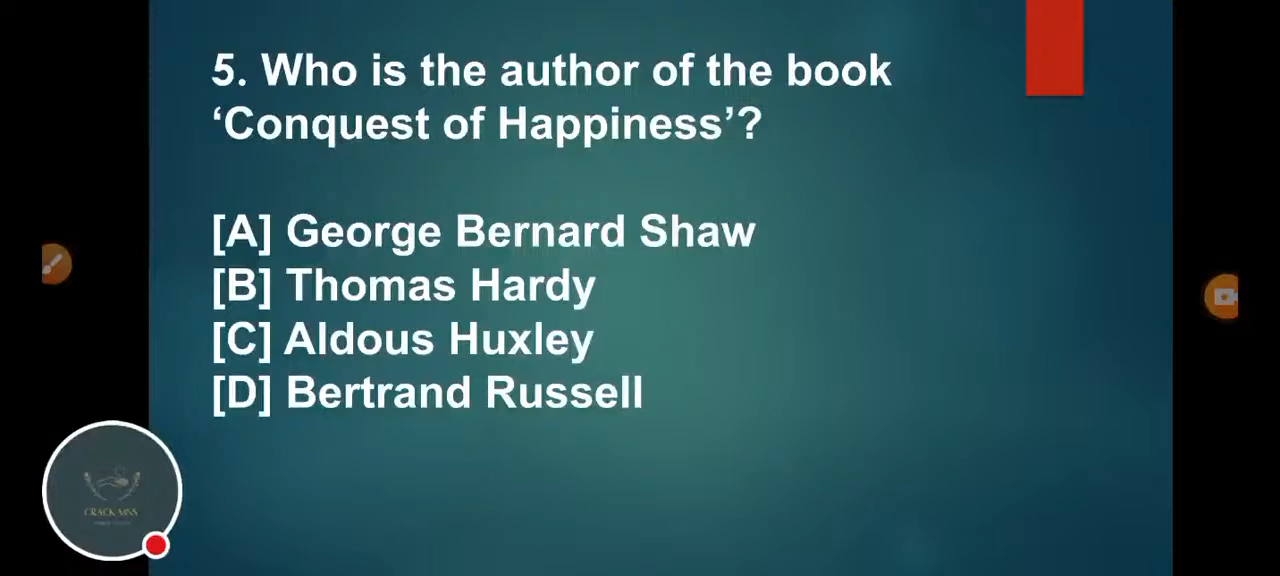 5. Who is the author of the book
‘Conquest of Happiness’?
[A] George Bernard Shaw
[B] Thomas Hardy
[C] Aldous Huxley
[D] Bertrand Russell